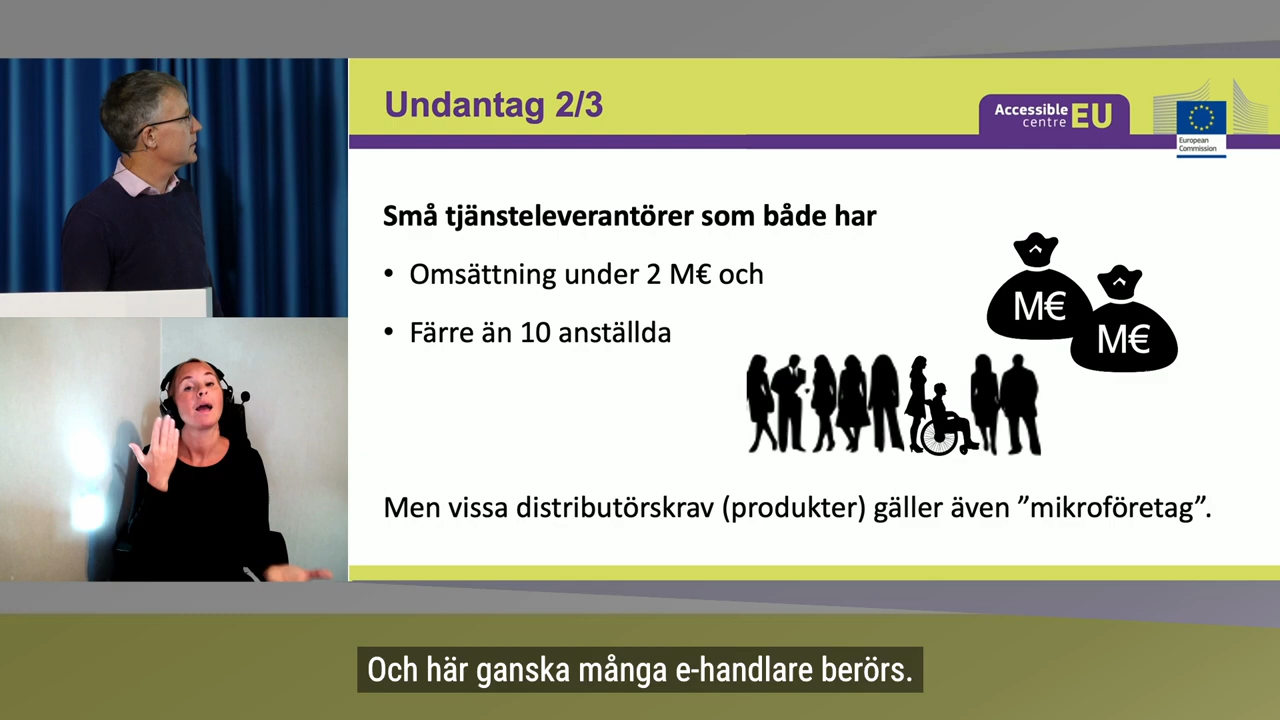 Undantag 2/3
Accessible
centre EU
European
Commission
Små tjänsteleverantörer som både har
• Omsättning under 2 M€ och
• Färre än 10 anställda
M€
M€
Men vissa distributörskrav (produkter) gäller även ”mikroföretag”.
Och här ganska många e-handlare berörs.